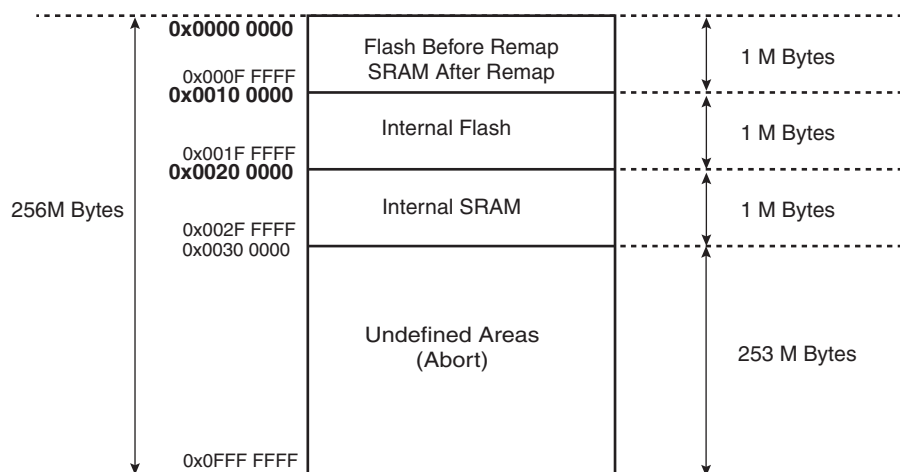 0x0000 0000
Flash Before Remap
SRAM After Remap
1 M Bytes
0x000F FFFF
0x0010 0000
Internal Flash
1 M Bytes
0x001F FFFF
0x0020 0000
256M Bytes
Internal SRAM
1 M Bytes
0x002F FFFF
0x0030 0000
Undefined Areas
(Abort)
253 M Bytes
0x0FFF FFFF